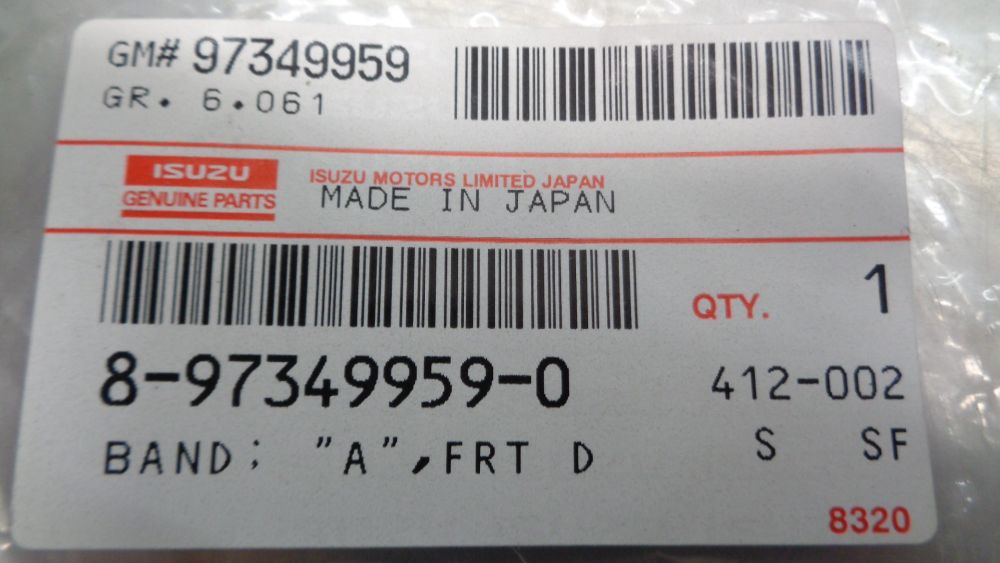 GM# 97349959
GR. 6.061
ISUZU
GENUINE PARTS
ISUZU MOTORS LIMITED JAPAN
MADE IN JAPAN
QTY. 1
8-97349959-0
412-002
BAND; "A",FRT D
S SF
8320